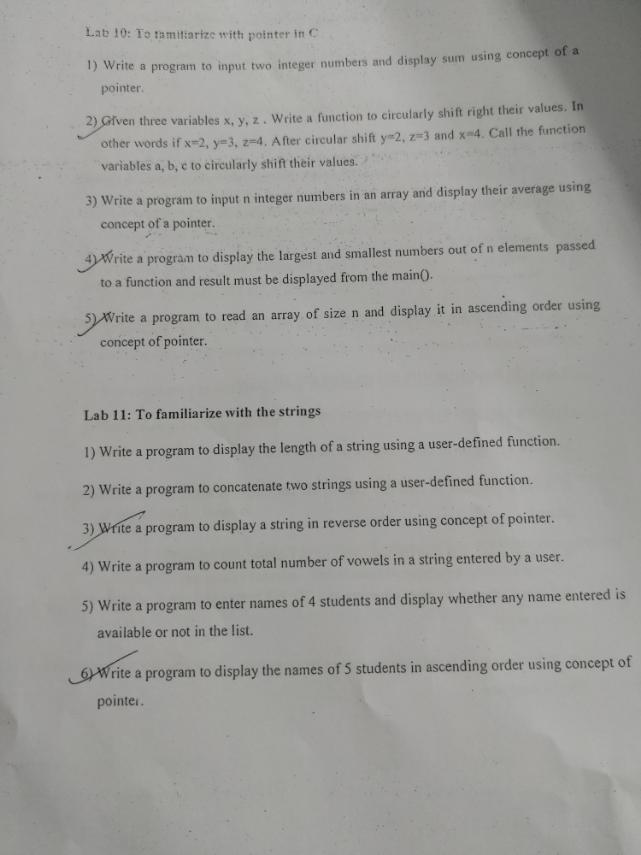 Lab 10: To familiarize with pointer in C
1) Write a program to input two integer numbers and display sum using concept of a
pointer.
2) Given three variables x, y, z . Write a function to circularly shift right their values. In
other words if x=2, y=3, z=4. After circular shift y=2, z=3 and x=4. Call the function
variables a, b, c to circularly shift their values.
3) Write a program to input n integer numbers in an array and display their average using
concept of a pointer.
4) Write a program to display the largest and smallest numbers out of n elements passed
to a function and result must be displayed from the main().
5) Write a program to read an array of size n and display it in ascending order using
concept of pointer.
Lab 11: To familiarize with the strings
1) Write a program to display the length of a string using a user-defined function.
2) Write a program to concatenate two strings using a user-defined function.
3) Write a program to display a string in reverse order using concept of pointer.
4) Write a program to count total number of vowels in a string entered by a user.
5) Write a program to enter names of 4 students and display whether any name entered is
available or not in the list.
6) Write a program to display the names of 5 students in ascending order using concept of
pointer.